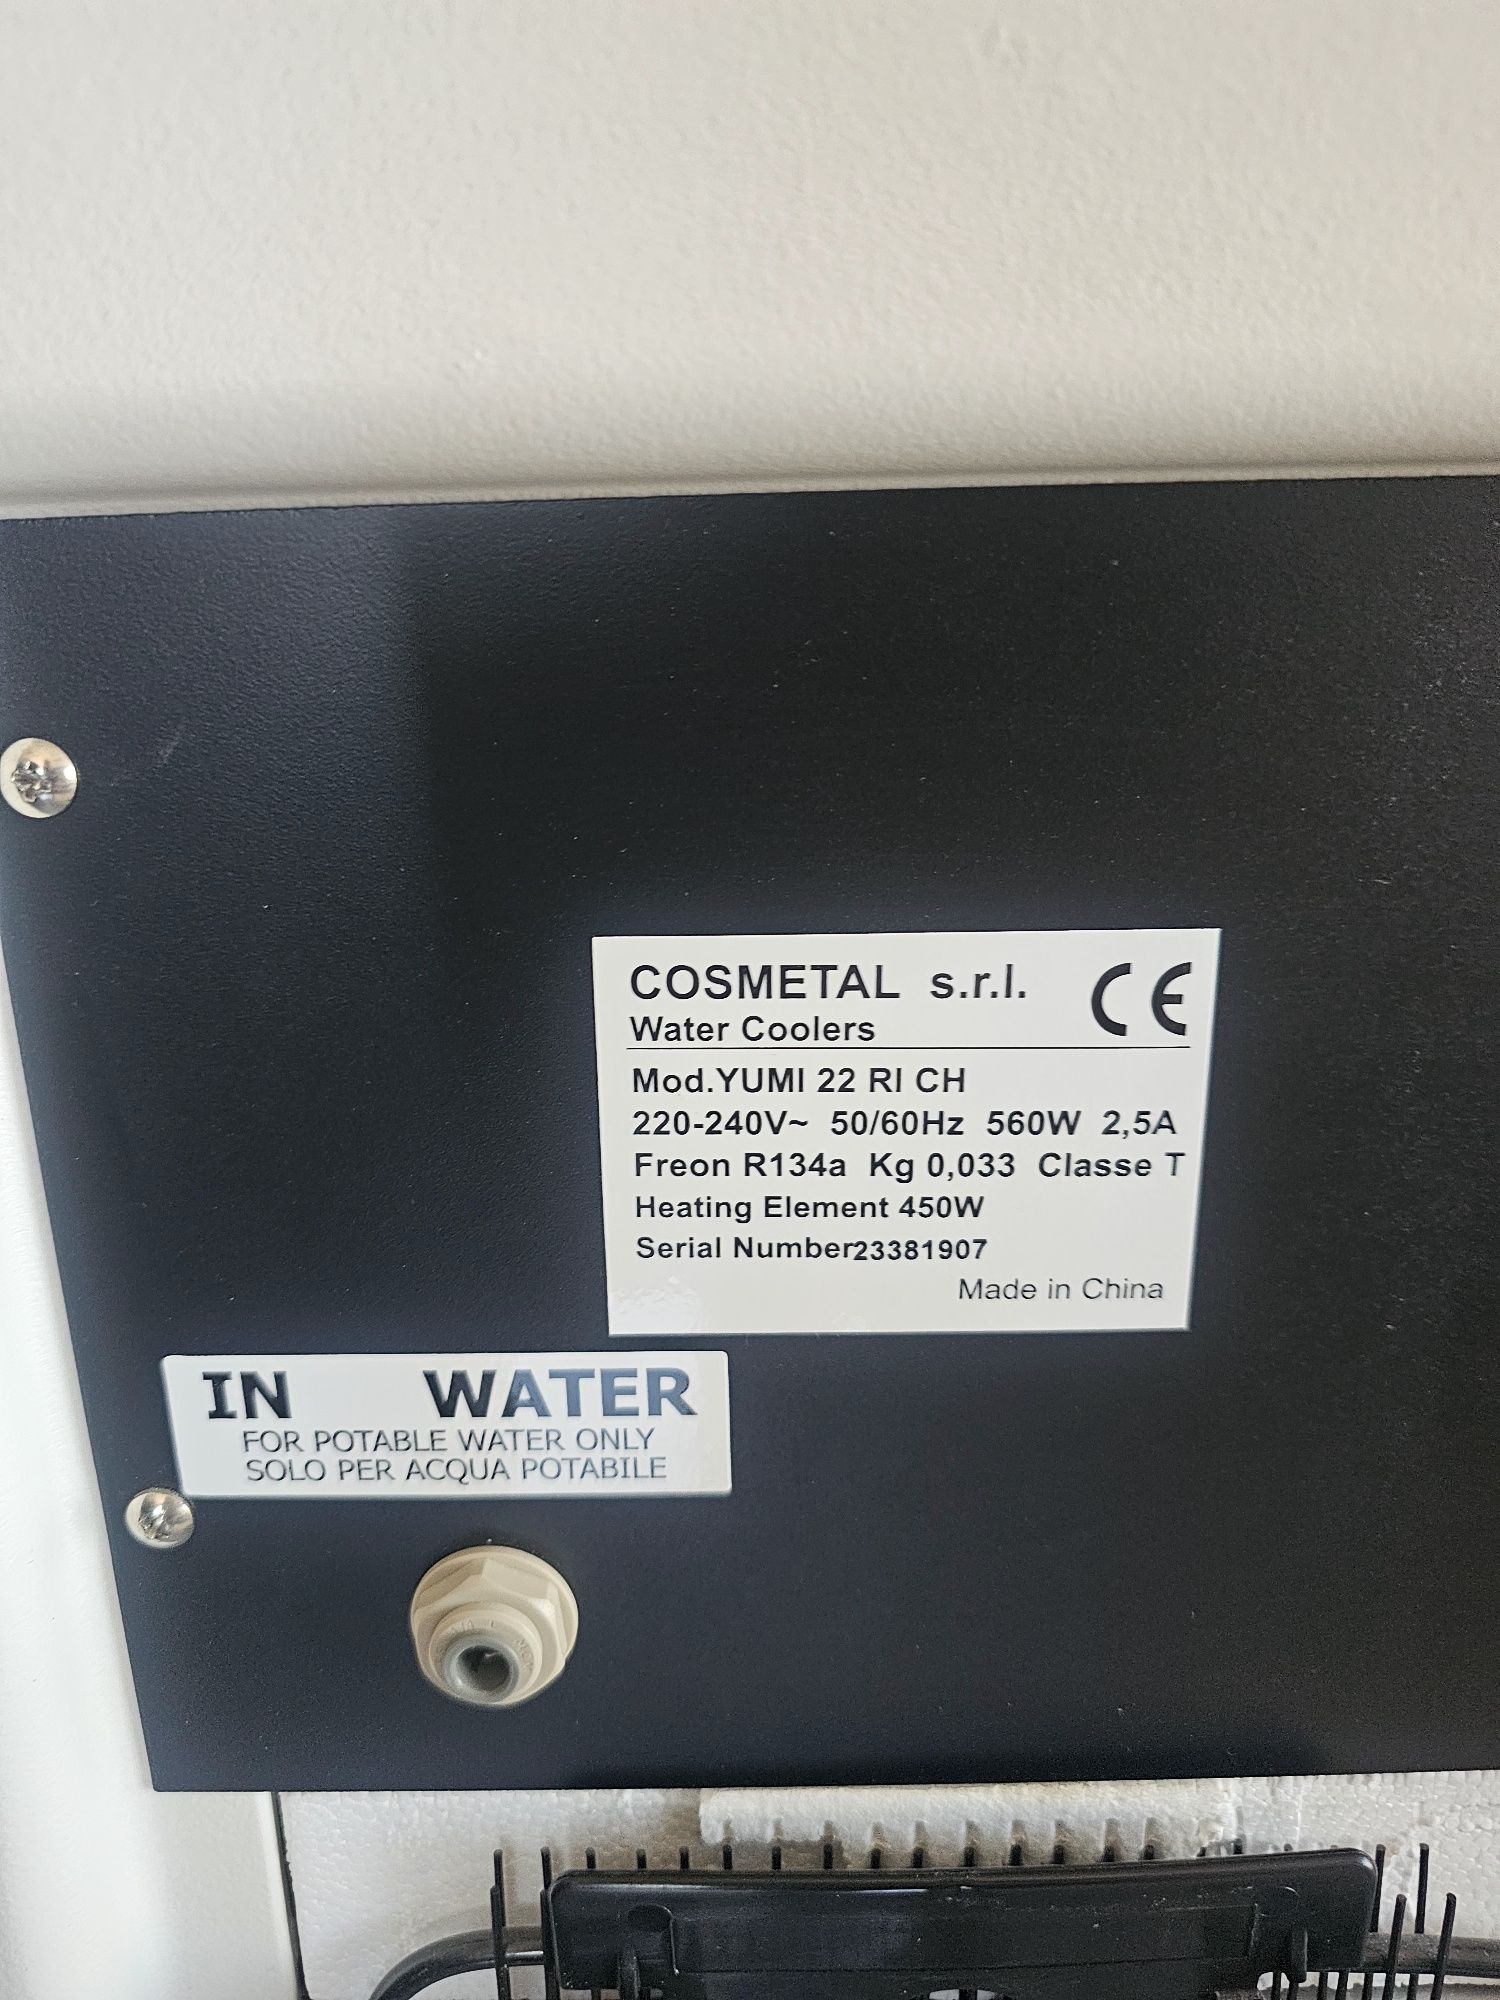 COSMETAL s.r.l. CE
Water Coolers
Mod.YUMI 22 RI CH
220-240V~ 50/60Hz 560W 2,5A
Freon R134a Kg 0,033 Classe T
Heating Element 450W
Serial Number23381907
Made in China
IN WATER
FOR POTABLE WATER ONLY
SOLO PER ACQUA POTABILE